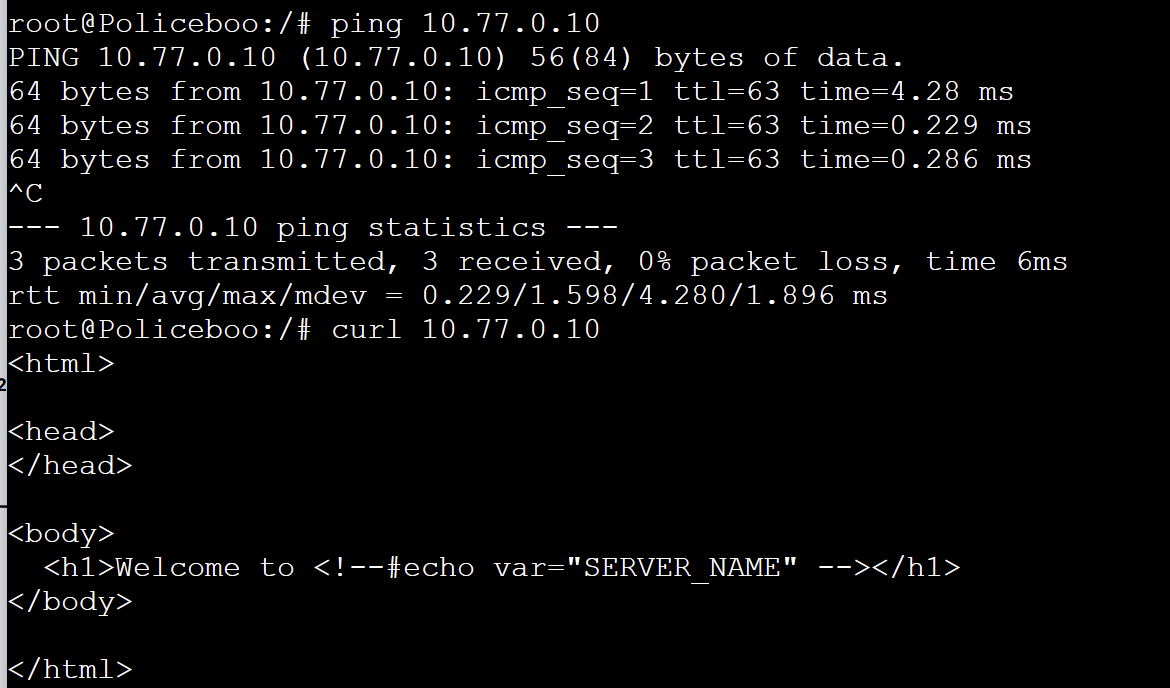 root@Policeboo:/# ping 10.77.0.10
PING 10.77.0.10 (10.77.0.10) 56(84) bytes of data.
64 bytes from 10.77.0.10: icmp_seq=1 ttl=63 time=4.28 ms
64 bytes from 10.77.0.10: icmp_seq=2 ttl=63 time=0.229 ms
64 bytes from 10.77.0.10: icmp_seq=3 ttl=63 time=0.286 ms
^C
--- 10.77.0.10 ping statistics ---
3 packets transmitted, 3 received, 0% packet loss, time 6ms
rtt min/avg/max/mdev = 0.229/1.598/4.280/1.896 ms
root@Policeboo:/# curl 10.77.0.10
<html>
2
<head>
</head>
<body>
  <h1>Welcome to <!--#echo var="SERVER_NAME" --></h1>
</body>
</html>